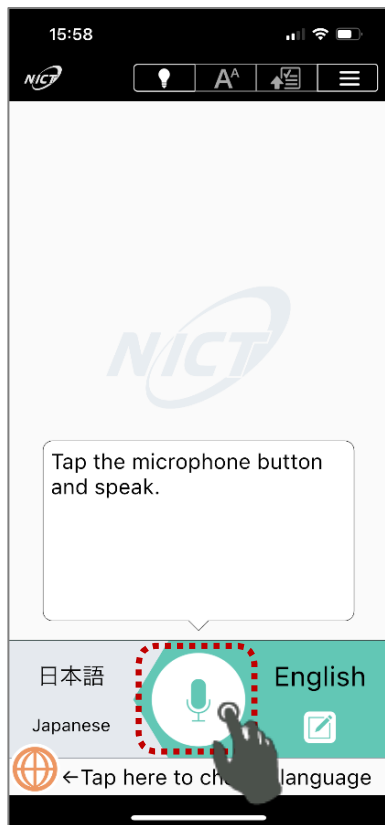 15:58
NICT
AA
NICT
Tap the microphone button
and speak.
日本語
English
Japanese
←Tap here to ch language